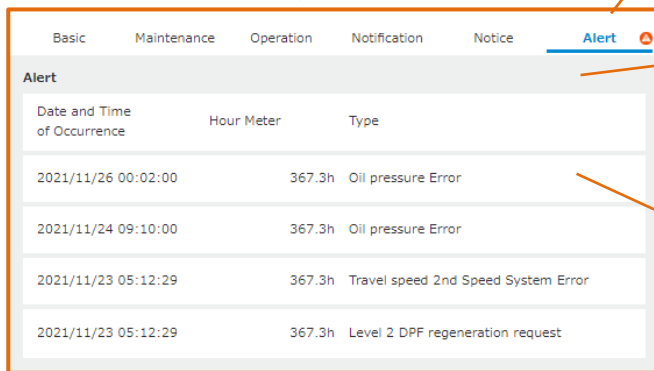 Basic Maintenance Operation Notification Notice Alert
Alert
Date and Time
of Occurrence Hour Meter Type
2021/11/26 00:02:00 367.3h Oil pressure Error
2021/11/24 09:10:00 367.3h Oil pressure Error
2021/11/23 05:12:29 367.3h Travel speed 2nd Speed System Error
2021/11/23 05:12:29 367.3h Level 2 DPF regeneration request